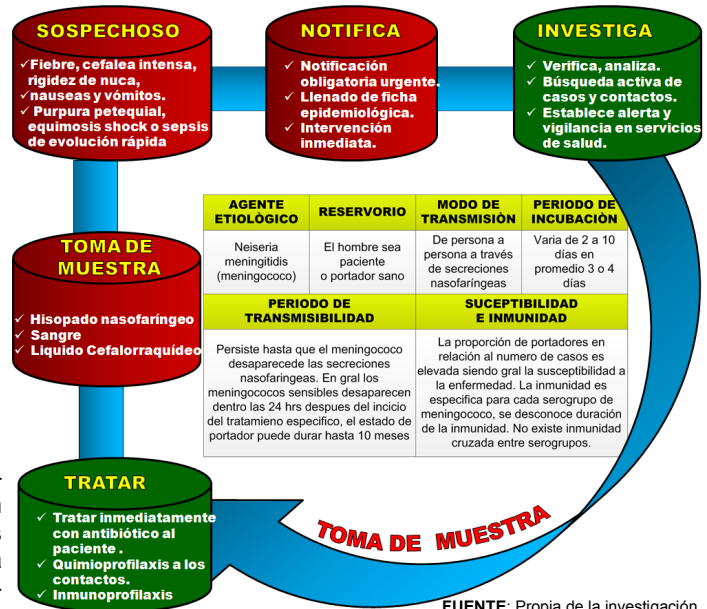 SOSPECHOSO
✓Fiebre, cefalea intensa,
rigidez de nuca,
✓nauseas y vómitos.
✓ Purpura petequial,
equimosis shock o sepsis
de evolución rápida
NOTIFICA
✓ Notificación
obligatoria urgente.
✓ Llenado de ficha
epidemiológica.
✓ Intervención
inmediata.
INVESTIGA
✓ Verifica, analiza.
✓ Búsqueda activa de
casos y contactos.
✓ Establece alerta y
vigilancia en servicios
de salud.
TOMA DE
MUESTRA
✓ Hisopado nasofaríngeo
✓ Sangre
✓ Liquido Cefalorraquídeo
AGENTE
ETIOLÒGICO
Neiseria
meningitidis
(meningococo)
RESERVORIO
El hombre sea
paciente
o portador sano
MODO DE
TRANSMISIÒN
De persona a
persona a través
de secreciones
nasofaríngeas
PERIODO DE
INCUBACIÒN
Varia de 2 a 10
días en
promedio 3 o 4
días
PERIODO DE
TRANSMISIBILIDAD
Persiste hasta que el meningococo
desaparecede las secreciones
nasofaringeas. En gral los
meningococos sensibles desaparecen
dentro las 24 hrs despues del incicio
del tratamieno especifico, el estado de
portador puede durar hasta 10 meses
SUCEPTIBILIDAD
E INMUNIDAD
La proporción de portadores en
relación al numero de casos es
elevada siendo gral la susceptibilidad a
la enfermedad. La inmunidad es
especifica para cada serogrupo de
meningococo, se desconoce duración
de la inmunidad. No existe inmunidad
cruzada entre serogrupos.
TRATAR
✓ Tratar inmediatamente
con antibiótico al
paciente .
✓ Quimioprofilaxis a los
contactos.
✓ Inmunoprofilaxis
TOMA DE MUESTRA
FUENTE: Propia de la investigación